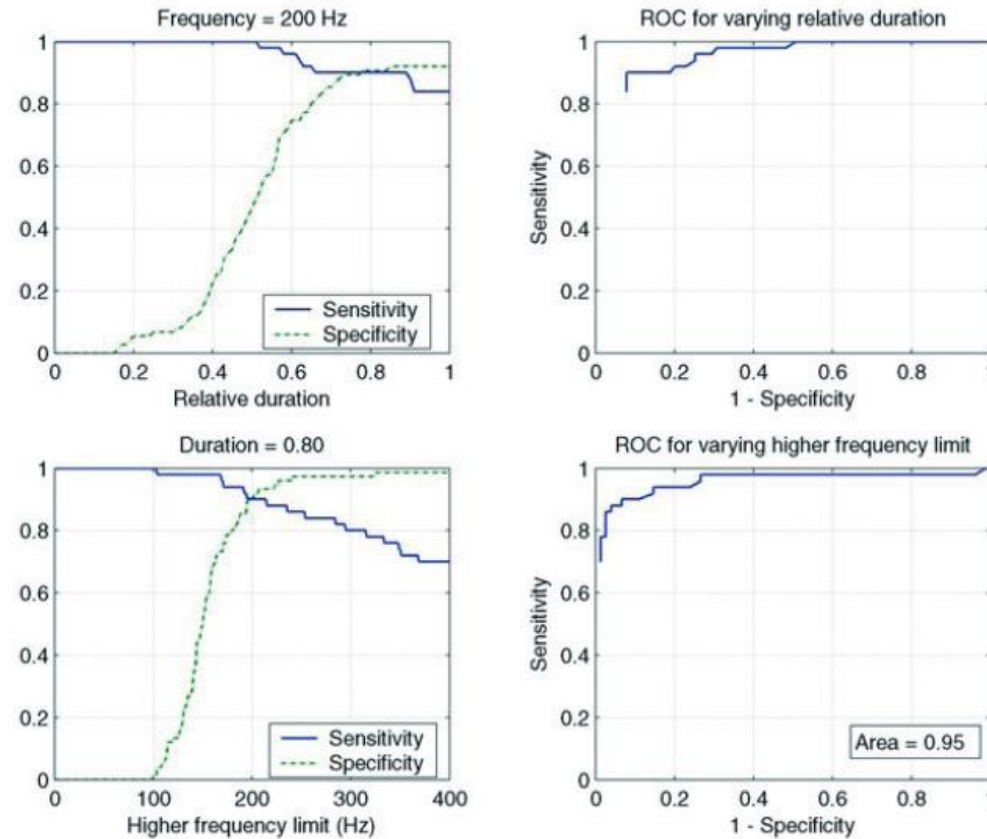 Frequency = 200 Hz
1
0.8
0.6
0.4
0.2
0
Sensitivity
Specificity
0 0.2 0.4 0.6 0.8 1
Relative duration
ROC for varying relative duration
Sensitivity
1
0.8
0.6
0.4
0.2
0
0 0.2 0.4 0.6 0.8 1
1 - Specificity
Duration = 0.80
1
0.8
0.6
0.4
0.2
0
Sensitivity
Specificity
0 100 200 300 400
Higher frequency limit (Hz)
ROC for varying higher frequency limit
Sensitivity
1
0.8
0.6
0.4
0.2
0
Area = 0.95
0 0.2 0.4 0.6 0.8 1
1 - Specificity